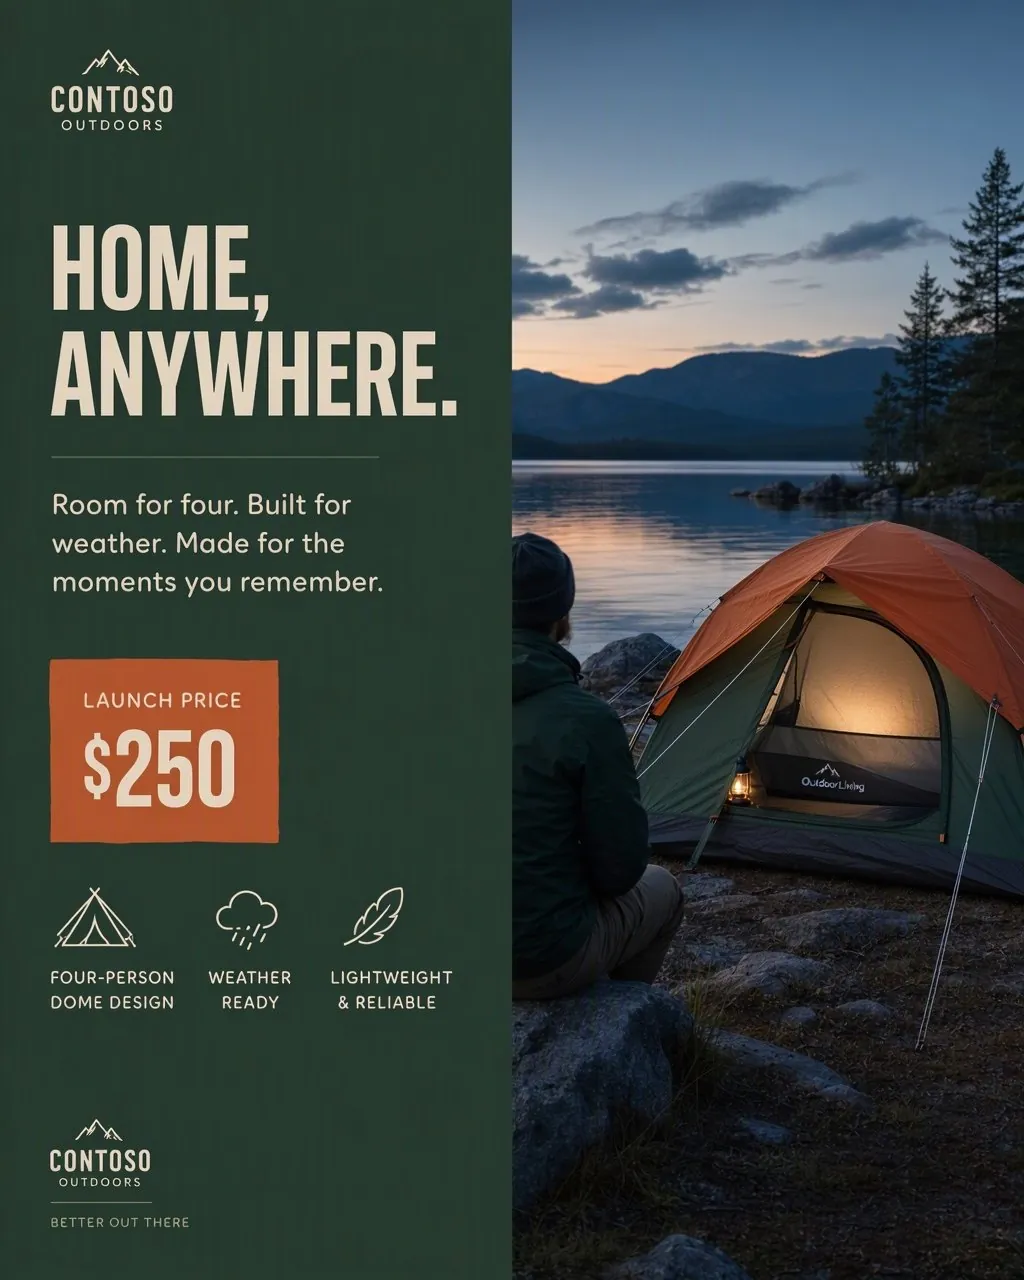 CONTOSO
OUTDOORS
HOME,
ANYWHERE.
Room for four. Built for
weather. Made for the
moments you remember.
LAUNCH PRICE
$250
FOUR-PERSON
DOME DESIGN
WEATHER
READY
LIGHTWEIGHT
& RELIABLE
Outdoor Living
CONTOSO
OUTDOORS
BETTER OUT THERE